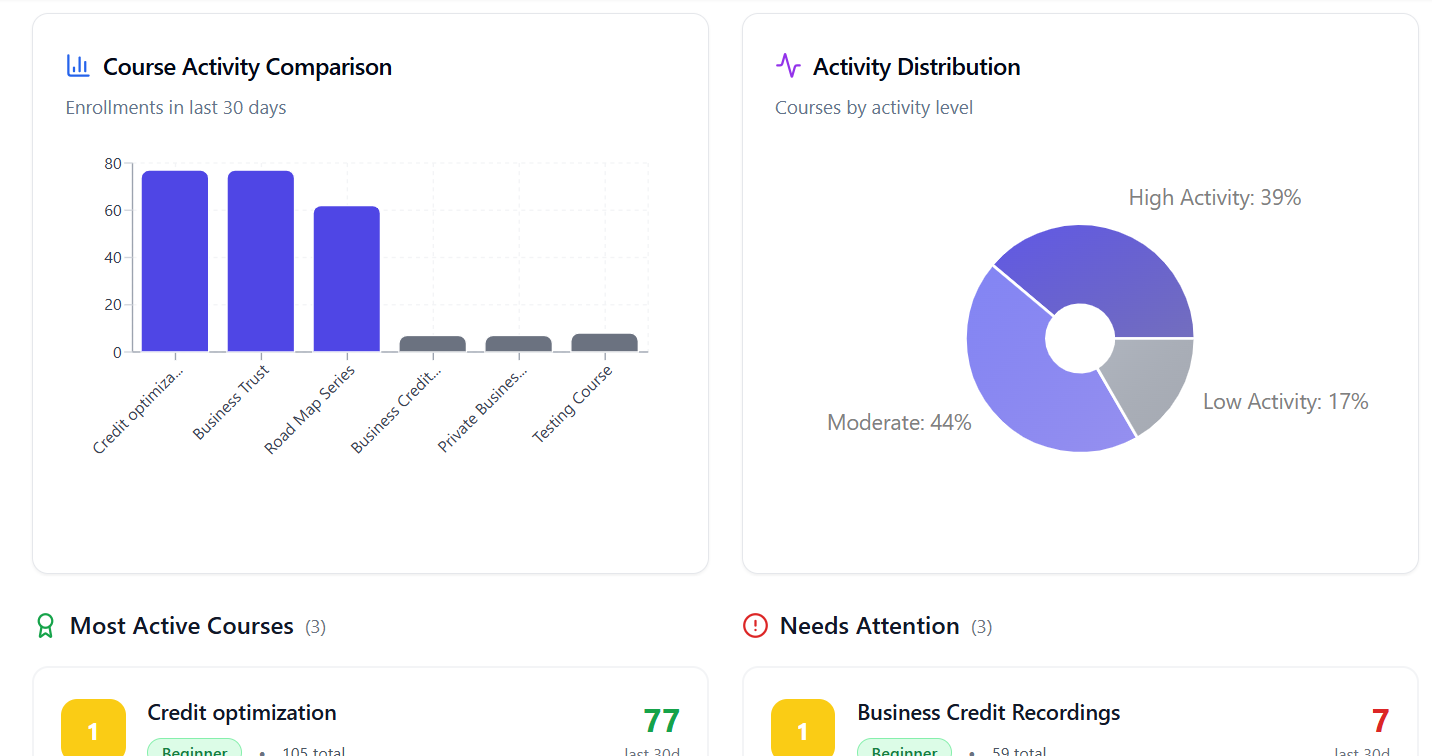 Course Activity Comparison
Enrollments in last 30 days
80
60
40
20
0
Credit optimiza...
Business Trust
Road Map Series
Business Credit...
Private Busines...
Testing Course
Activity Distribution
Courses by activity level
High Activity: 39%
Moderate: 44%
Low Activity: 17%
Most Active Courses (3)
1
Credit optimization
77
Beginner • 105 total
last 30d
Needs Attention (3)
1
Business Credit Recordings
7
Beginner • 59 total
last 30d